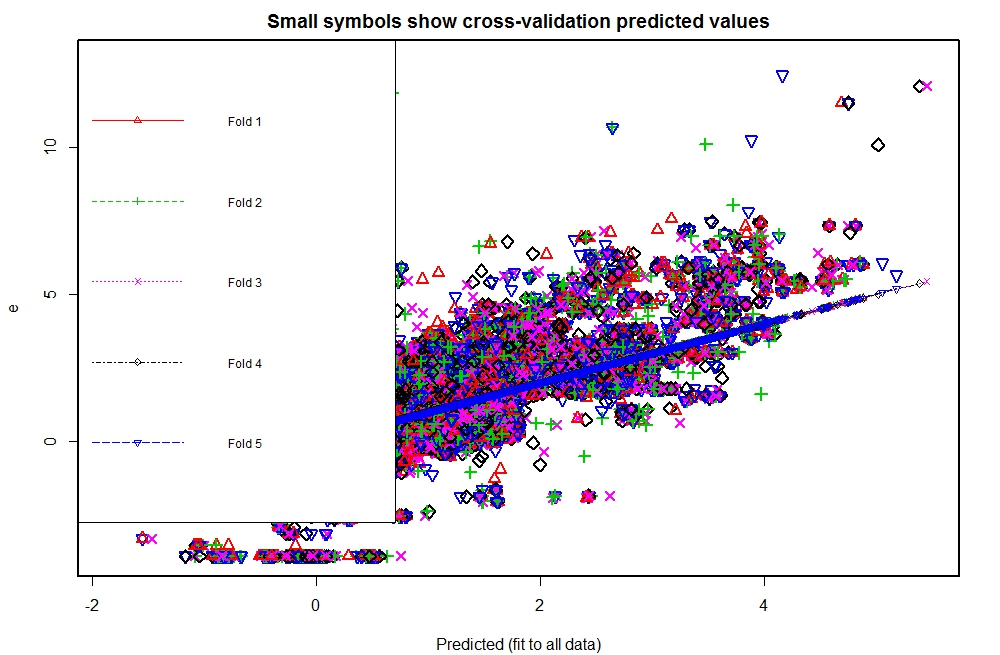 Small symbols show cross-validation predicted values
10
5
0
e
Fold 1
Fold 2
Fold 3
Fold 4
Fold 5
-2
0
2
4
Predicted (fit to all data)